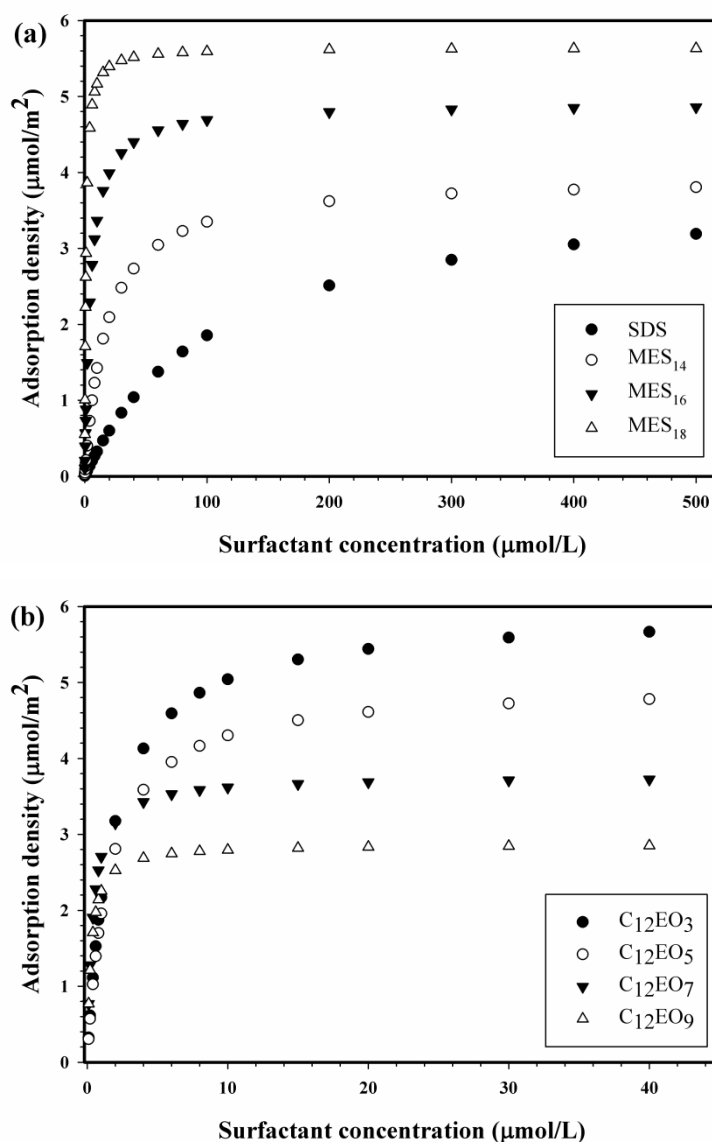 (a)
6
5
4
3
2
1
0
Adsorption density (μmol/m²)
SDS
MES₁₄
MES₁₆
MES₁₈
0 100 200 300 400 500
Surfactant concentration (μmol/L)
(b)
6
5
4
3
2
1
0
Adsorption density (μmol/m²)
C₁₂EO₃
C₁₂EO₅
C₁₂EO₇
C₁₂EO₉
0 10 20 30 40
Surfactant concentration (μmol/L)